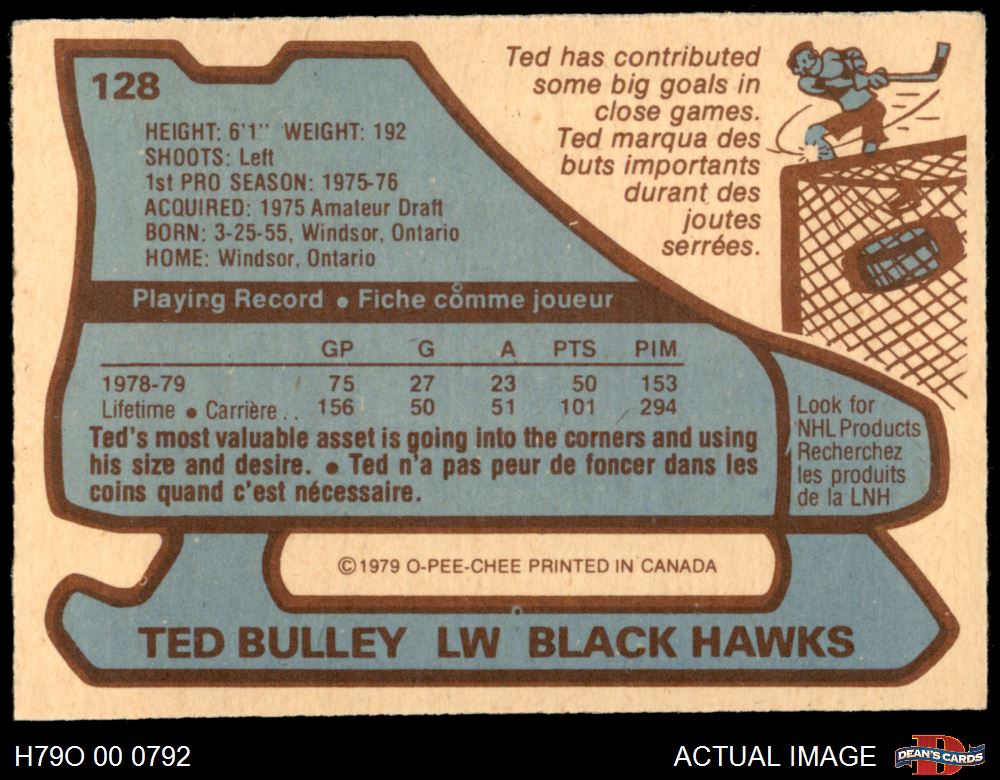 128
HEIGHT: 6'1" WEIGHT: 192
SHOOTS: Left
1st PRO SEASON: 1975-76
ACQUIRED: 1975 Amateur Draft
BORN: 3-25-55, Windsor, Ontario
HOME: Windsor, Ontario
Ted has contributed
some big goals in
close games.
Ted marqua des
buts importants
durant des
joutes
serrées.
Playing Record • Fiche comme joueur
GP G A PTS PIM
1978-79 75 27 23 50 153
Lifetime • Carrière . . 156 50 51 101 294
Ted's most valuable asset is going into the corners and using
his size and desire. • Ted n'a pas peur de foncer dans les
coins quand c'est nécessaire.
Look for
NHL Products
Recherchez
les produits
de la LNH
©1979 O-PEE-CHEE PRINTED IN CANADA
TED BULLEY LW BLACK HAWKS
H79O 00 0792
ACTUAL IMAGE
D
DEAN'S CARDS